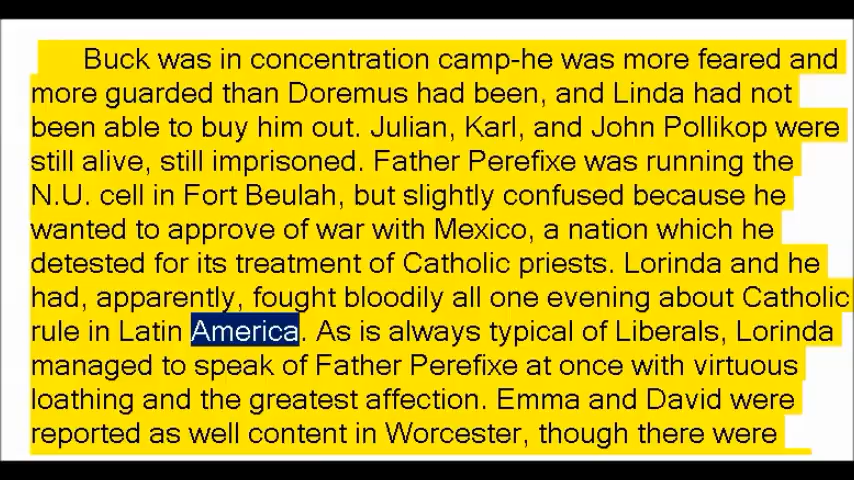 Buck was in concentration camp-he was more feared and
more guarded than Doremus had been, and Linda had not
been able to buy him out. Julian, Karl, and John Pollikop were
still alive, still imprisoned. Father Perefixe was running the
N.U. cell in Fort Beulah, but slightly confused because he
wanted to approve of war with Mexico, a nation which he
detested for its treatment of Catholic priests. Lorinda and he
had, apparently, fought bloodily all one evening about Catholic
rule in Latin America. As is always typical of Liberals, Lorinda
managed to speak of Father Perefixe at once with virtuous
loathing and the greatest affection. Emma and David were
reported as well content in Worcester, though there were